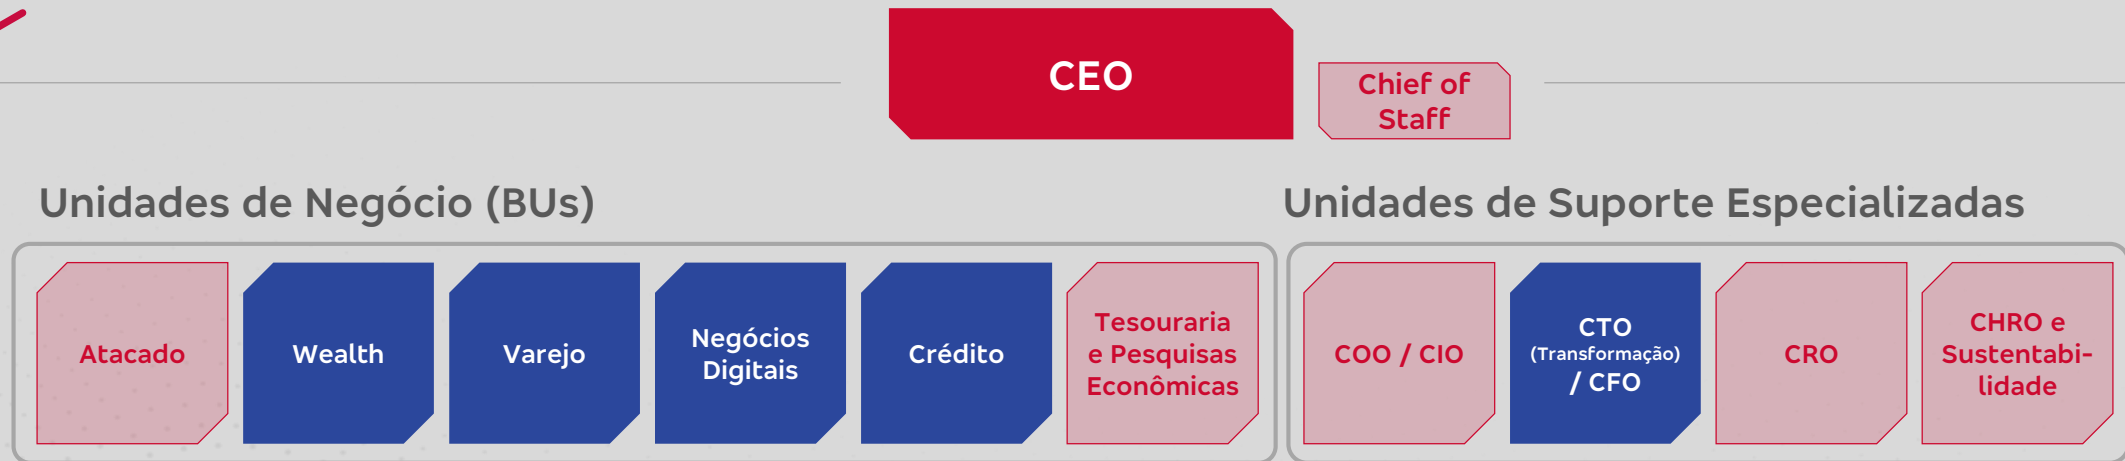 CEO
Chief of
Staff
Unidades de Negócio (BUs)
Unidades de Suporte Especializadas
Atacado
Wealth
Varejo
Negócios
Digitais
Crédito
Tesouraria
e Pesquisas
Econômicas
COO / CIO
CTO
(Transformação)
/ CFO
CRO
CHRO e
Sustentabi-
lidade